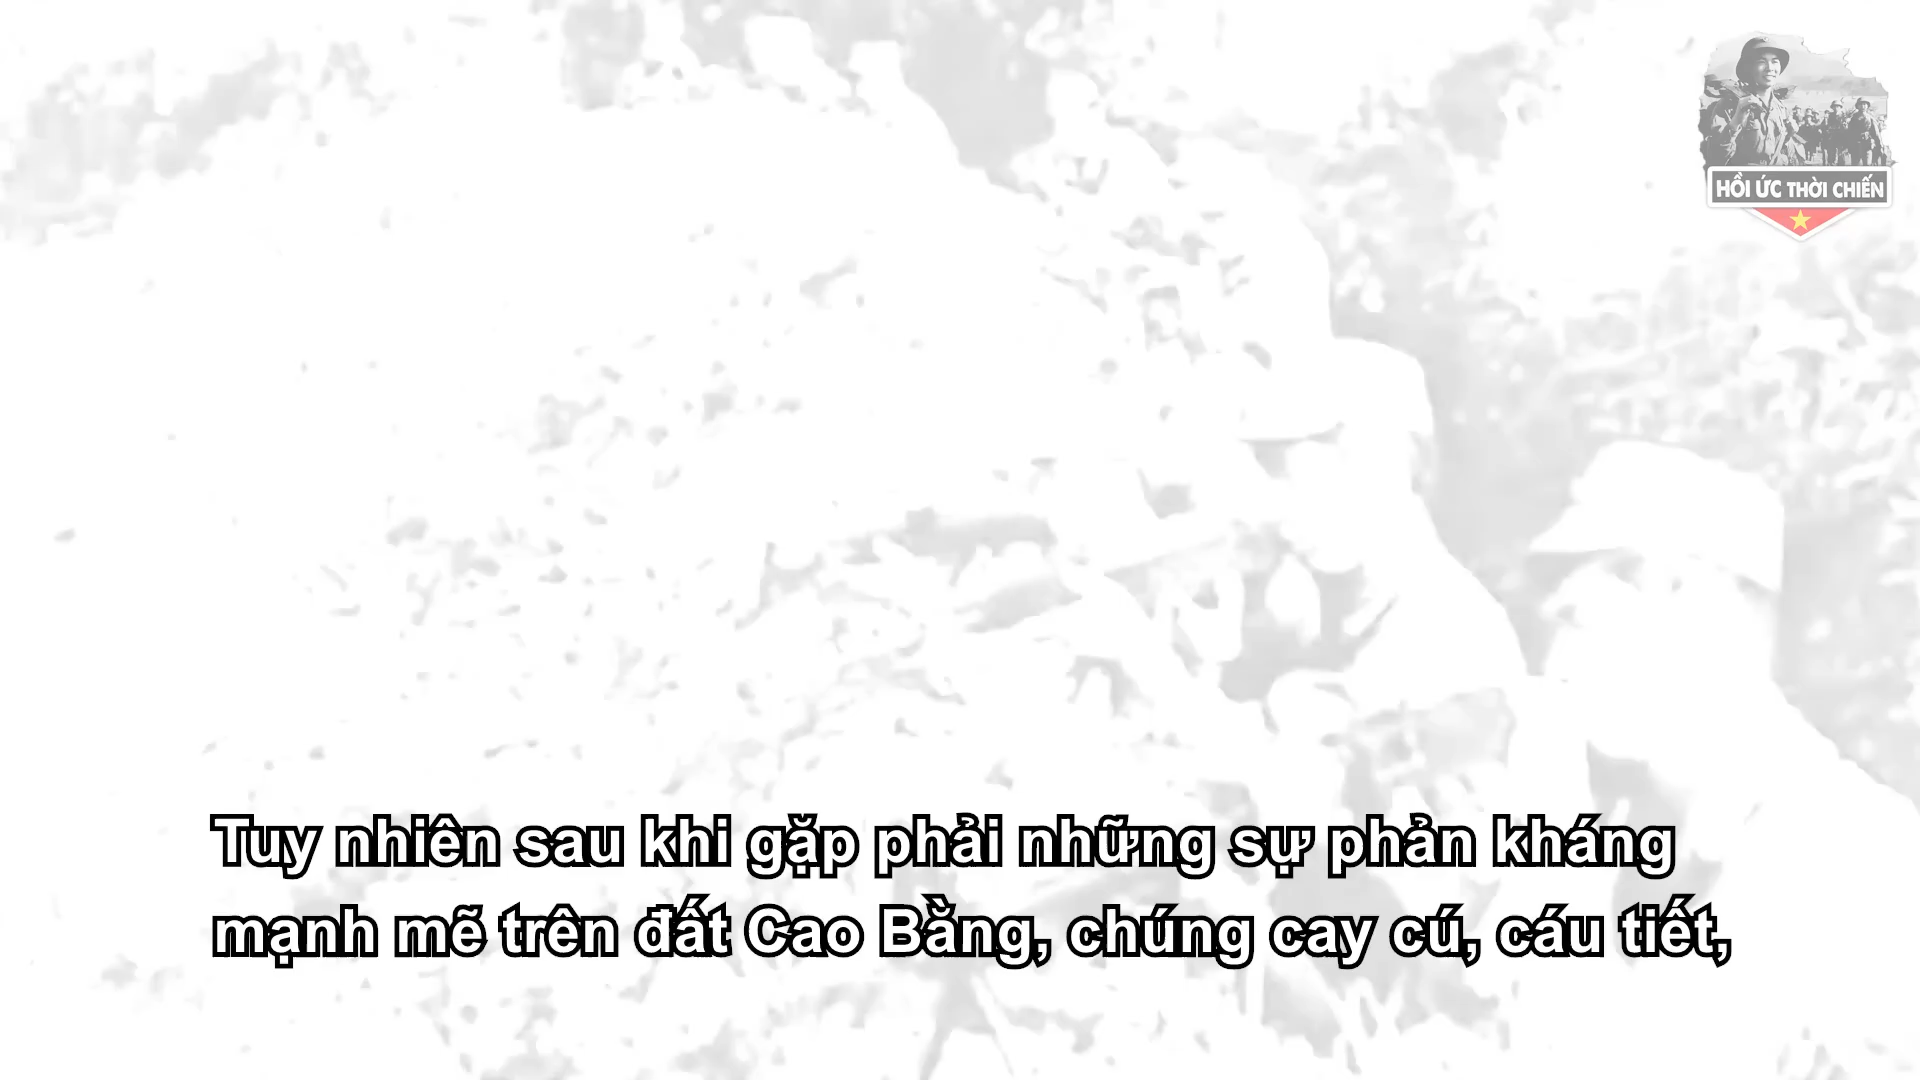 HỒI ỨC THỜI CHIẾN
Tuy nhiên sau khi gặp phải những sự phản kháng
mạnh mẽ trên đất Cao Bằng, chúng cay cú, cáu tiết,